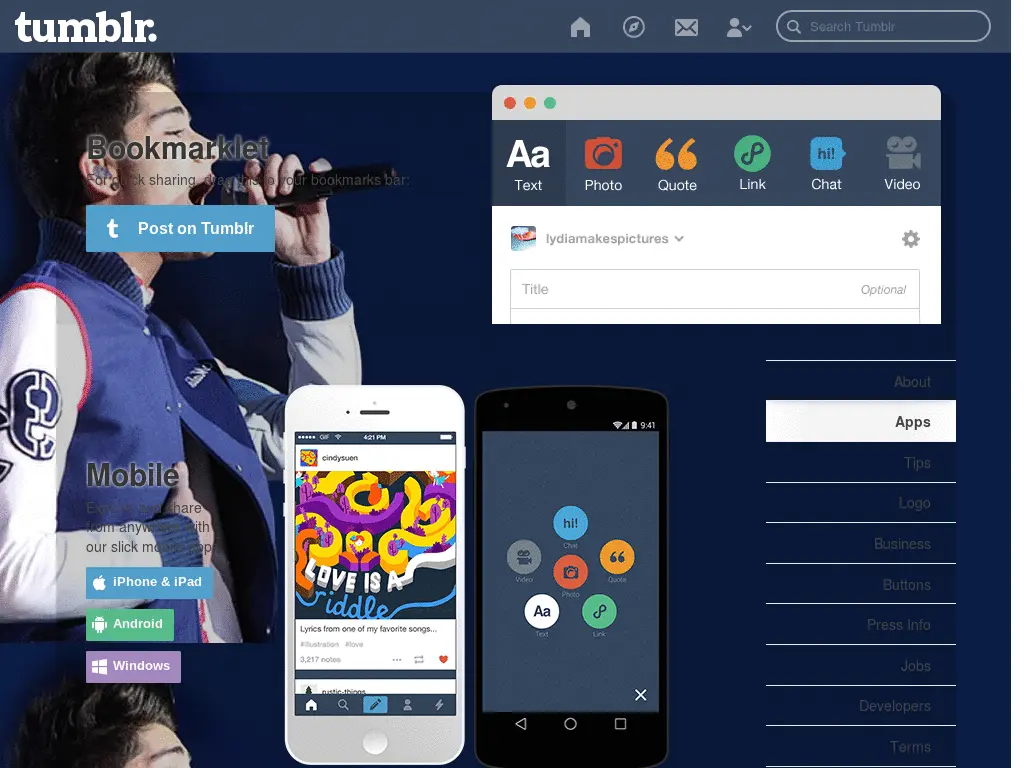 tumblr.
Search Tumblr
Bookmarklet
For quick sharing, drag this to your bookmarks bar:
Post on Tumblr
Aa
Text
Photo
Quote
Link
hi!
Chat
Video
lydiamakespictures
Title
Optional
About
Apps
Tips
Logo
Business
Buttons
Press Info
Jobs
Developers
Terms
Mobile
Explore and share
from anywhere with
our slick mobile apps
iPhone & iPad
Android
Windows
GIF
4:21 PM
cindysuen
LOVE IS A
riddle
Lyrics from one of my favorite songs...
#illustration #love
3,217 notes
rustic-things
9:41
hi!
Chat
Video
Quote
Photo
Aa
Text
Link